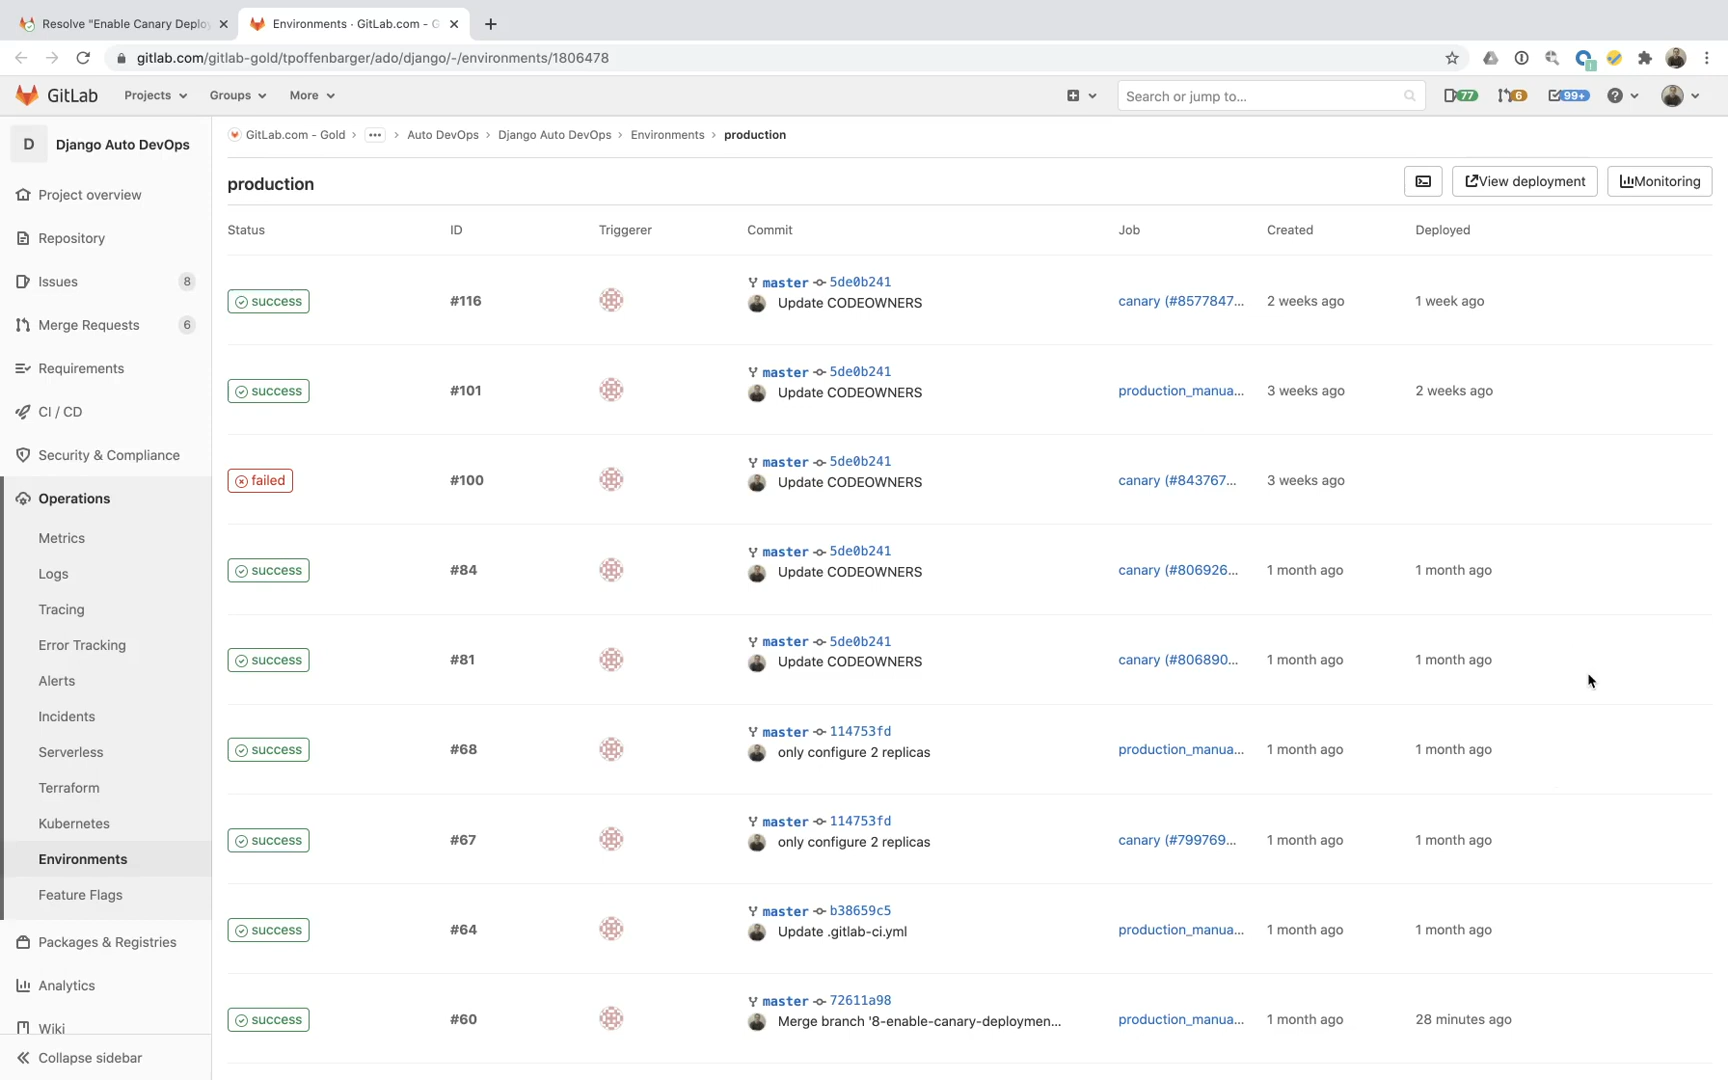 Resolve "Enable Canary Deplo
Environments · GitLab.com - G
gitlab.com/gitlab-gold/tpoffenbarger/ado/django/-/environments/1806478
GitLab
Projects
Groups
More
Search or jump to...
77
6
99+
D
Django Auto DevOps
Project overview
Repository
Issues
8
Merge Requests
6
Requirements
CI / CD
Security & Compliance
Operations
Metrics
Logs
Tracing
Error Tracking
Alerts
Incidents
Serverless
Terraform
Kubernetes
Environments
Feature Flags
Packages & Registries
Analytics
Wiki
Collapse sidebar
GitLab.com - Gold > ... > Auto DevOps > Django Auto DevOps > Environments > production
production
View deployment
Monitoring
Status ID Triggerer Commit Job Created Deployed
master 5de0b241
success #116 Update CODEOWNERS canary (#8577847... 2 weeks ago 1 week ago
master 5de0b241
success #101 Update CODEOWNERS production_manua... 3 weeks ago 2 weeks ago
master 5de0b241
failed #100 Update CODEOWNERS canary (#843767... 3 weeks ago
master 5de0b241
success #84 Update CODEOWNERS canary (#806926... 1 month ago 1 month ago
master 5de0b241
success #81 Update CODEOWNERS canary (#806890... 1 month ago 1 month ago
master 114753fd
success #68 only configure 2 replicas production_manua... 1 month ago 1 month ago
master 114753fd
success #67 only configure 2 replicas canary (#799769... 1 month ago 1 month ago
master b38659c5
success #64 Update .gitlab-ci.yml production_manua... 1 month ago 1 month ago
master 72611a98
success #60 Merge branch '8-enable-canary-deploymen... production_manua... 1 month ago 28 minutes ago